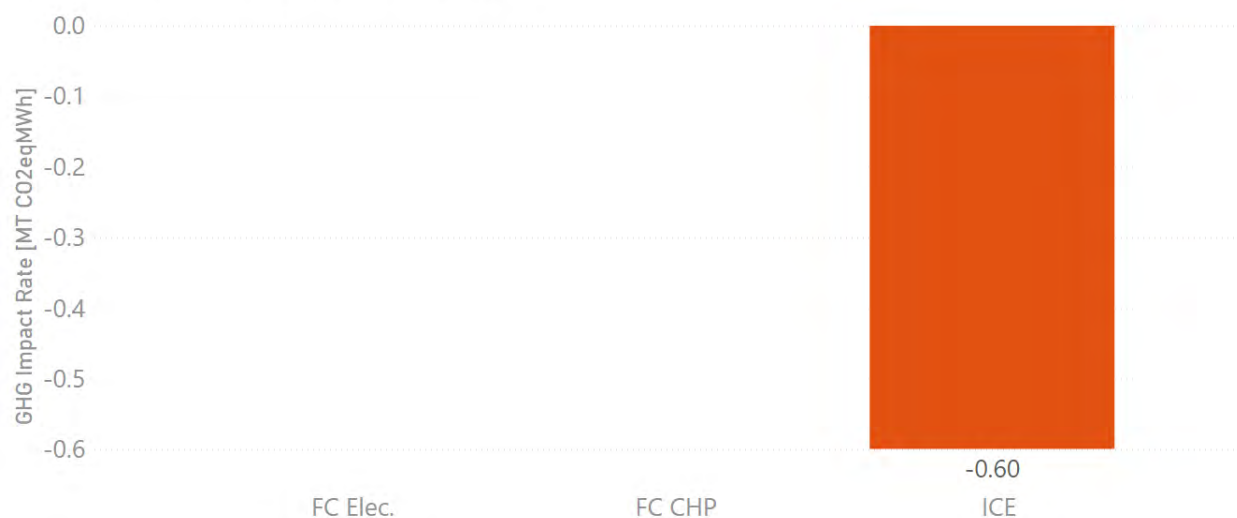 0.0
-0.1
-0.2
-0.3
-0.4
-0.5
-0.6
GHG Impact Rate [MT CO2eqMWh]
-0.60
FC Elec.
FC CHP
ICE